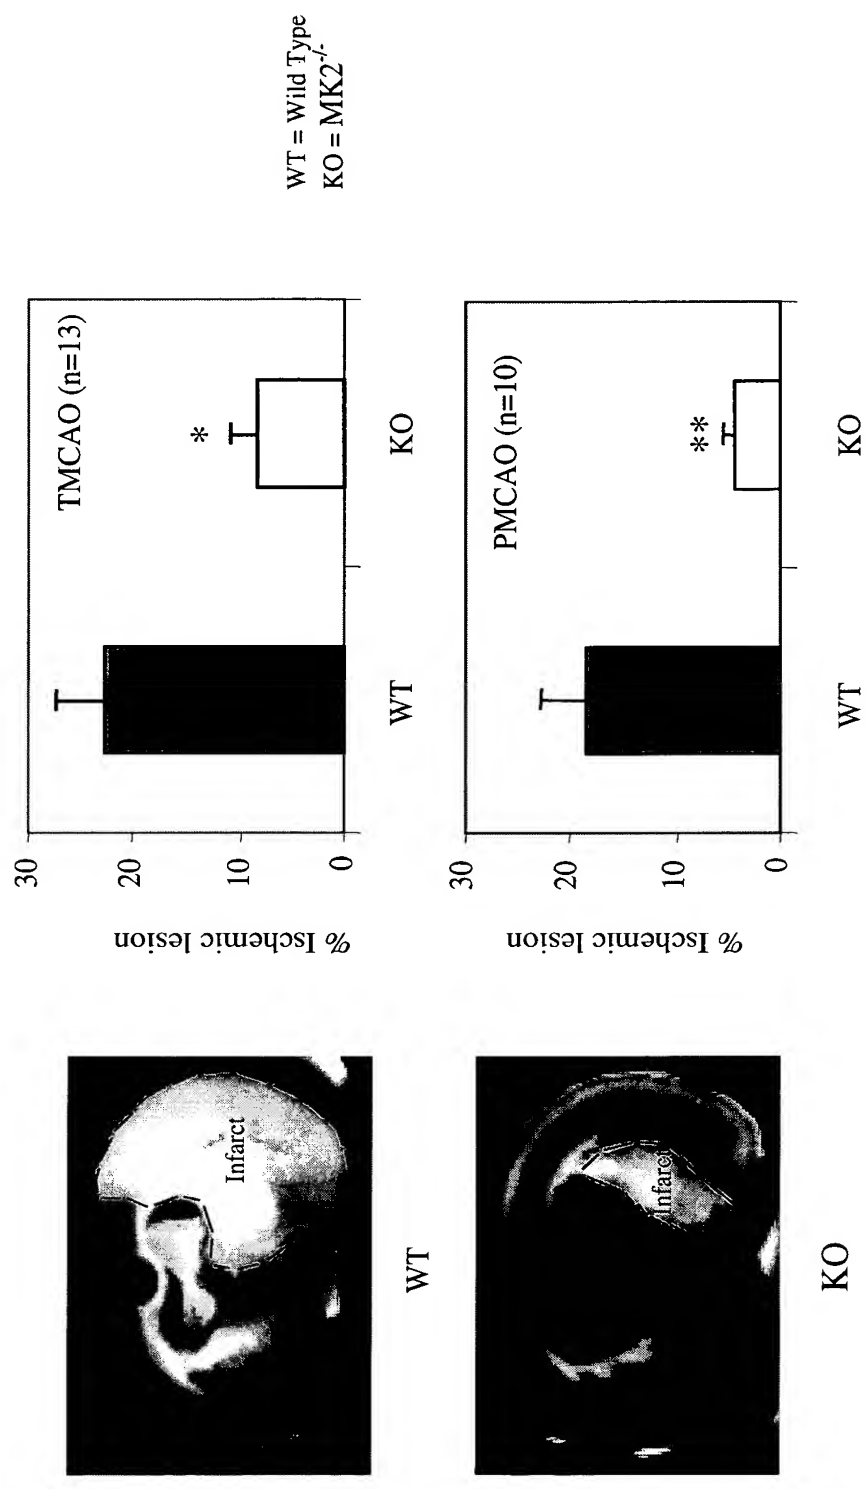 Infarct
WT
Infarct
KO
% Ischemic lesion
30
20
10
0
TMCAO (n=13)
*
WT
KO
% Ischemic lesion
30
20
10
0
PMCAO (n=10)
**
WT
KO
WT = Wild Type
KO = MK2-/-